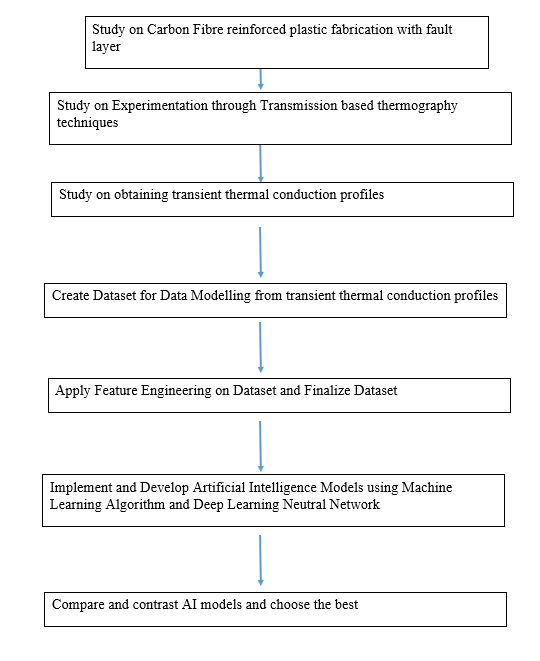 Study on Carbon Fibre reinforced plastic fabrication with fault
layer
Study on Experimentation through Transmission based thermography
techniques
Study on obtaining transient thermal conduction profiles
Create Dataset for Data Modelling from transient thermal conduction profiles
Apply Feature Engineering on Dataset and Finalize Dataset
Implement and Develop Artificial Intelligence Models using Machine
Learning Algorithm and Deep Learning Neutral Network
Compare and contrast AI models and choose the best